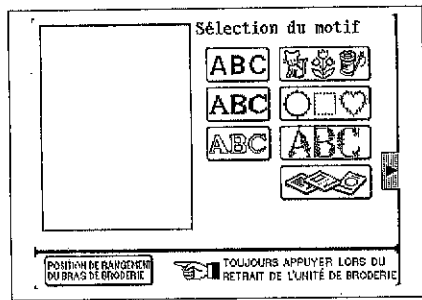 Sélection du motif
ABC
ABC
ABC
ABC
POSITION DE RANGEMENT
DU BRAS DE BRODERIE
TOUJOURS APPUYER LORS DU
RETRAIT DE L'UNITÉ DE BRODERIE